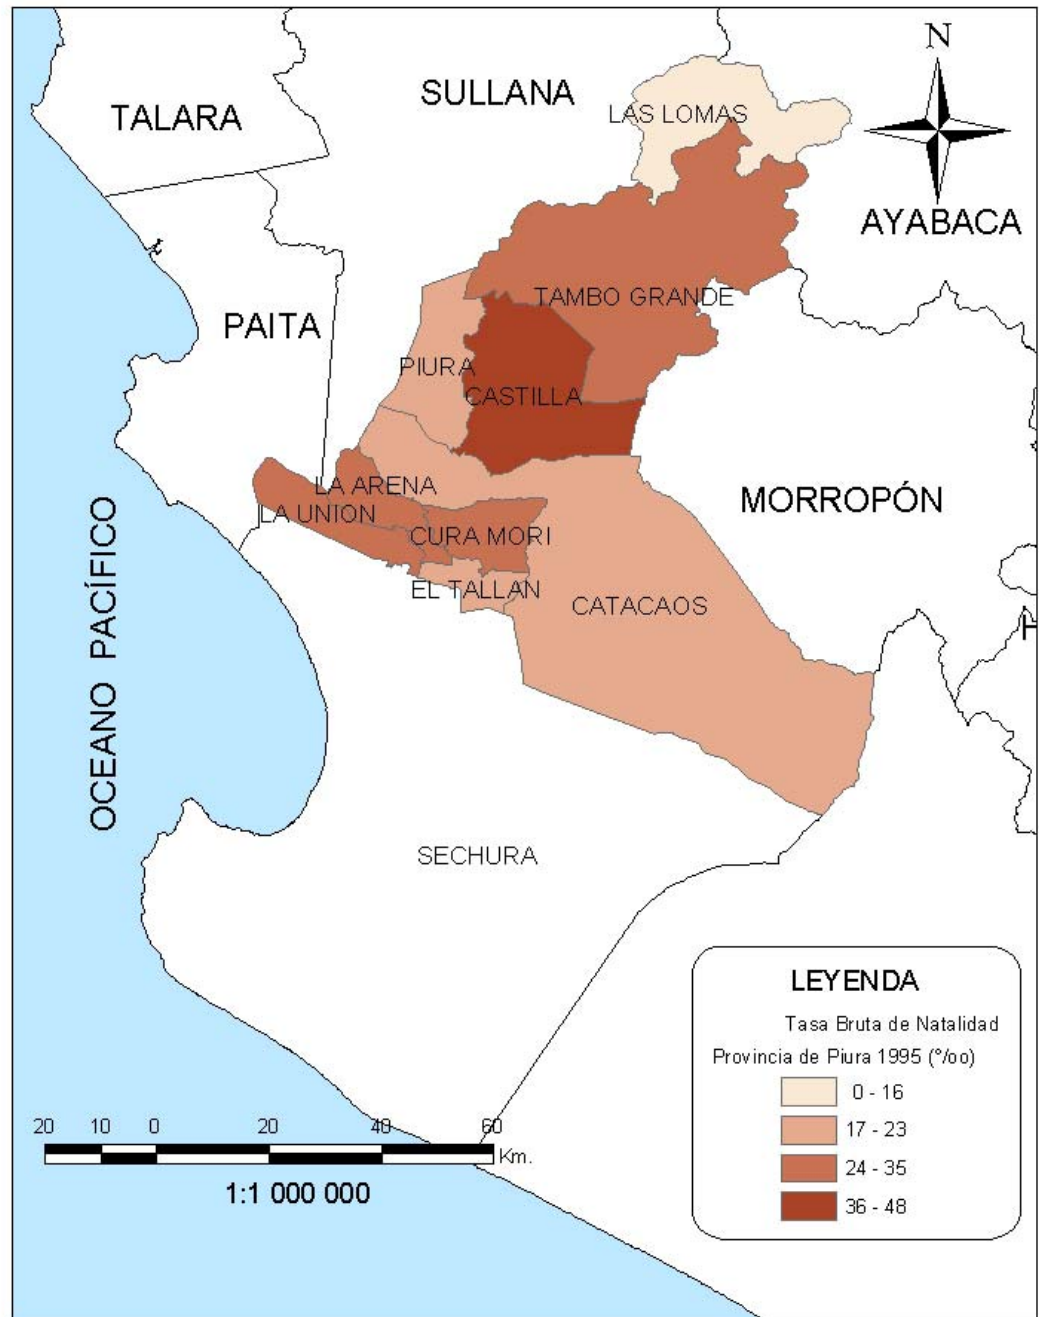 N
SULLANA
TALARA
LAS LOMAS
AYABACA
TAMBO GRANDE
PAITA
PIURA
CASTILLA
LA ARENA
MORROPÓN
LA UNION
CURA MORI
EL TALLAN
CATACAOS
H
OCEANO PACÍFICO
SECHURA
LEYENDA
Tasa Bruta de Natalidad
Provincia de Piura 1995 (°/oo)
0 - 16
17 - 23
24 - 35
36 - 48
20 10 0 20 40 60
Km.
1:1 000 000